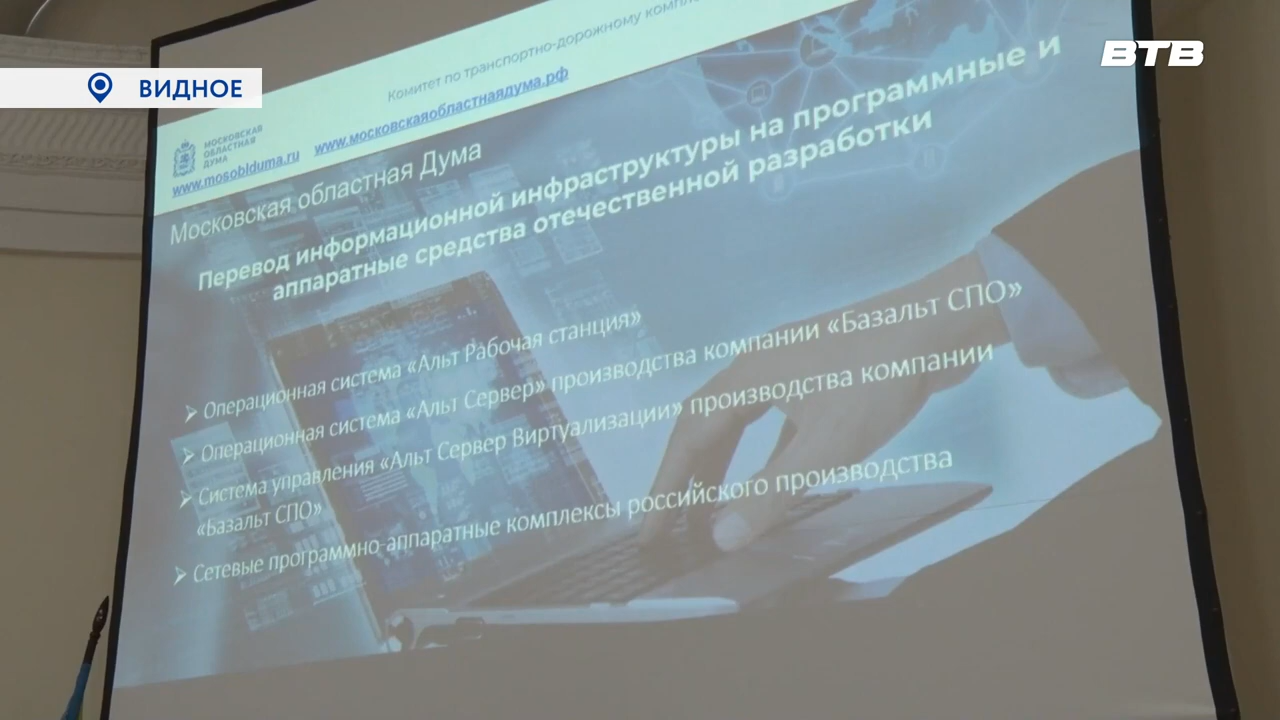 ВИДНОЕ
ВТВ
Комитет по транспортно-дорожному
МОСКОВСКАЯ
ОБЛАСТНАЯ
ДУМА
www.mosoblduma.ru www.московскаяобластнаядума.рф
Московская областная Дума
Перевод информационной инфраструктуры на программные и
аппаратные средства отечественной разработки
➢ Операционная система «Альт Рабочая станция»
➢ Операционная система «Альт Сервер» производства компании «Базальт СПО»
➢ Система управления «Альт Сервер Виртуализации» производства компании
«Базальт СПО»
➢ Сетевые программно-аппаратные комплексы российского производства